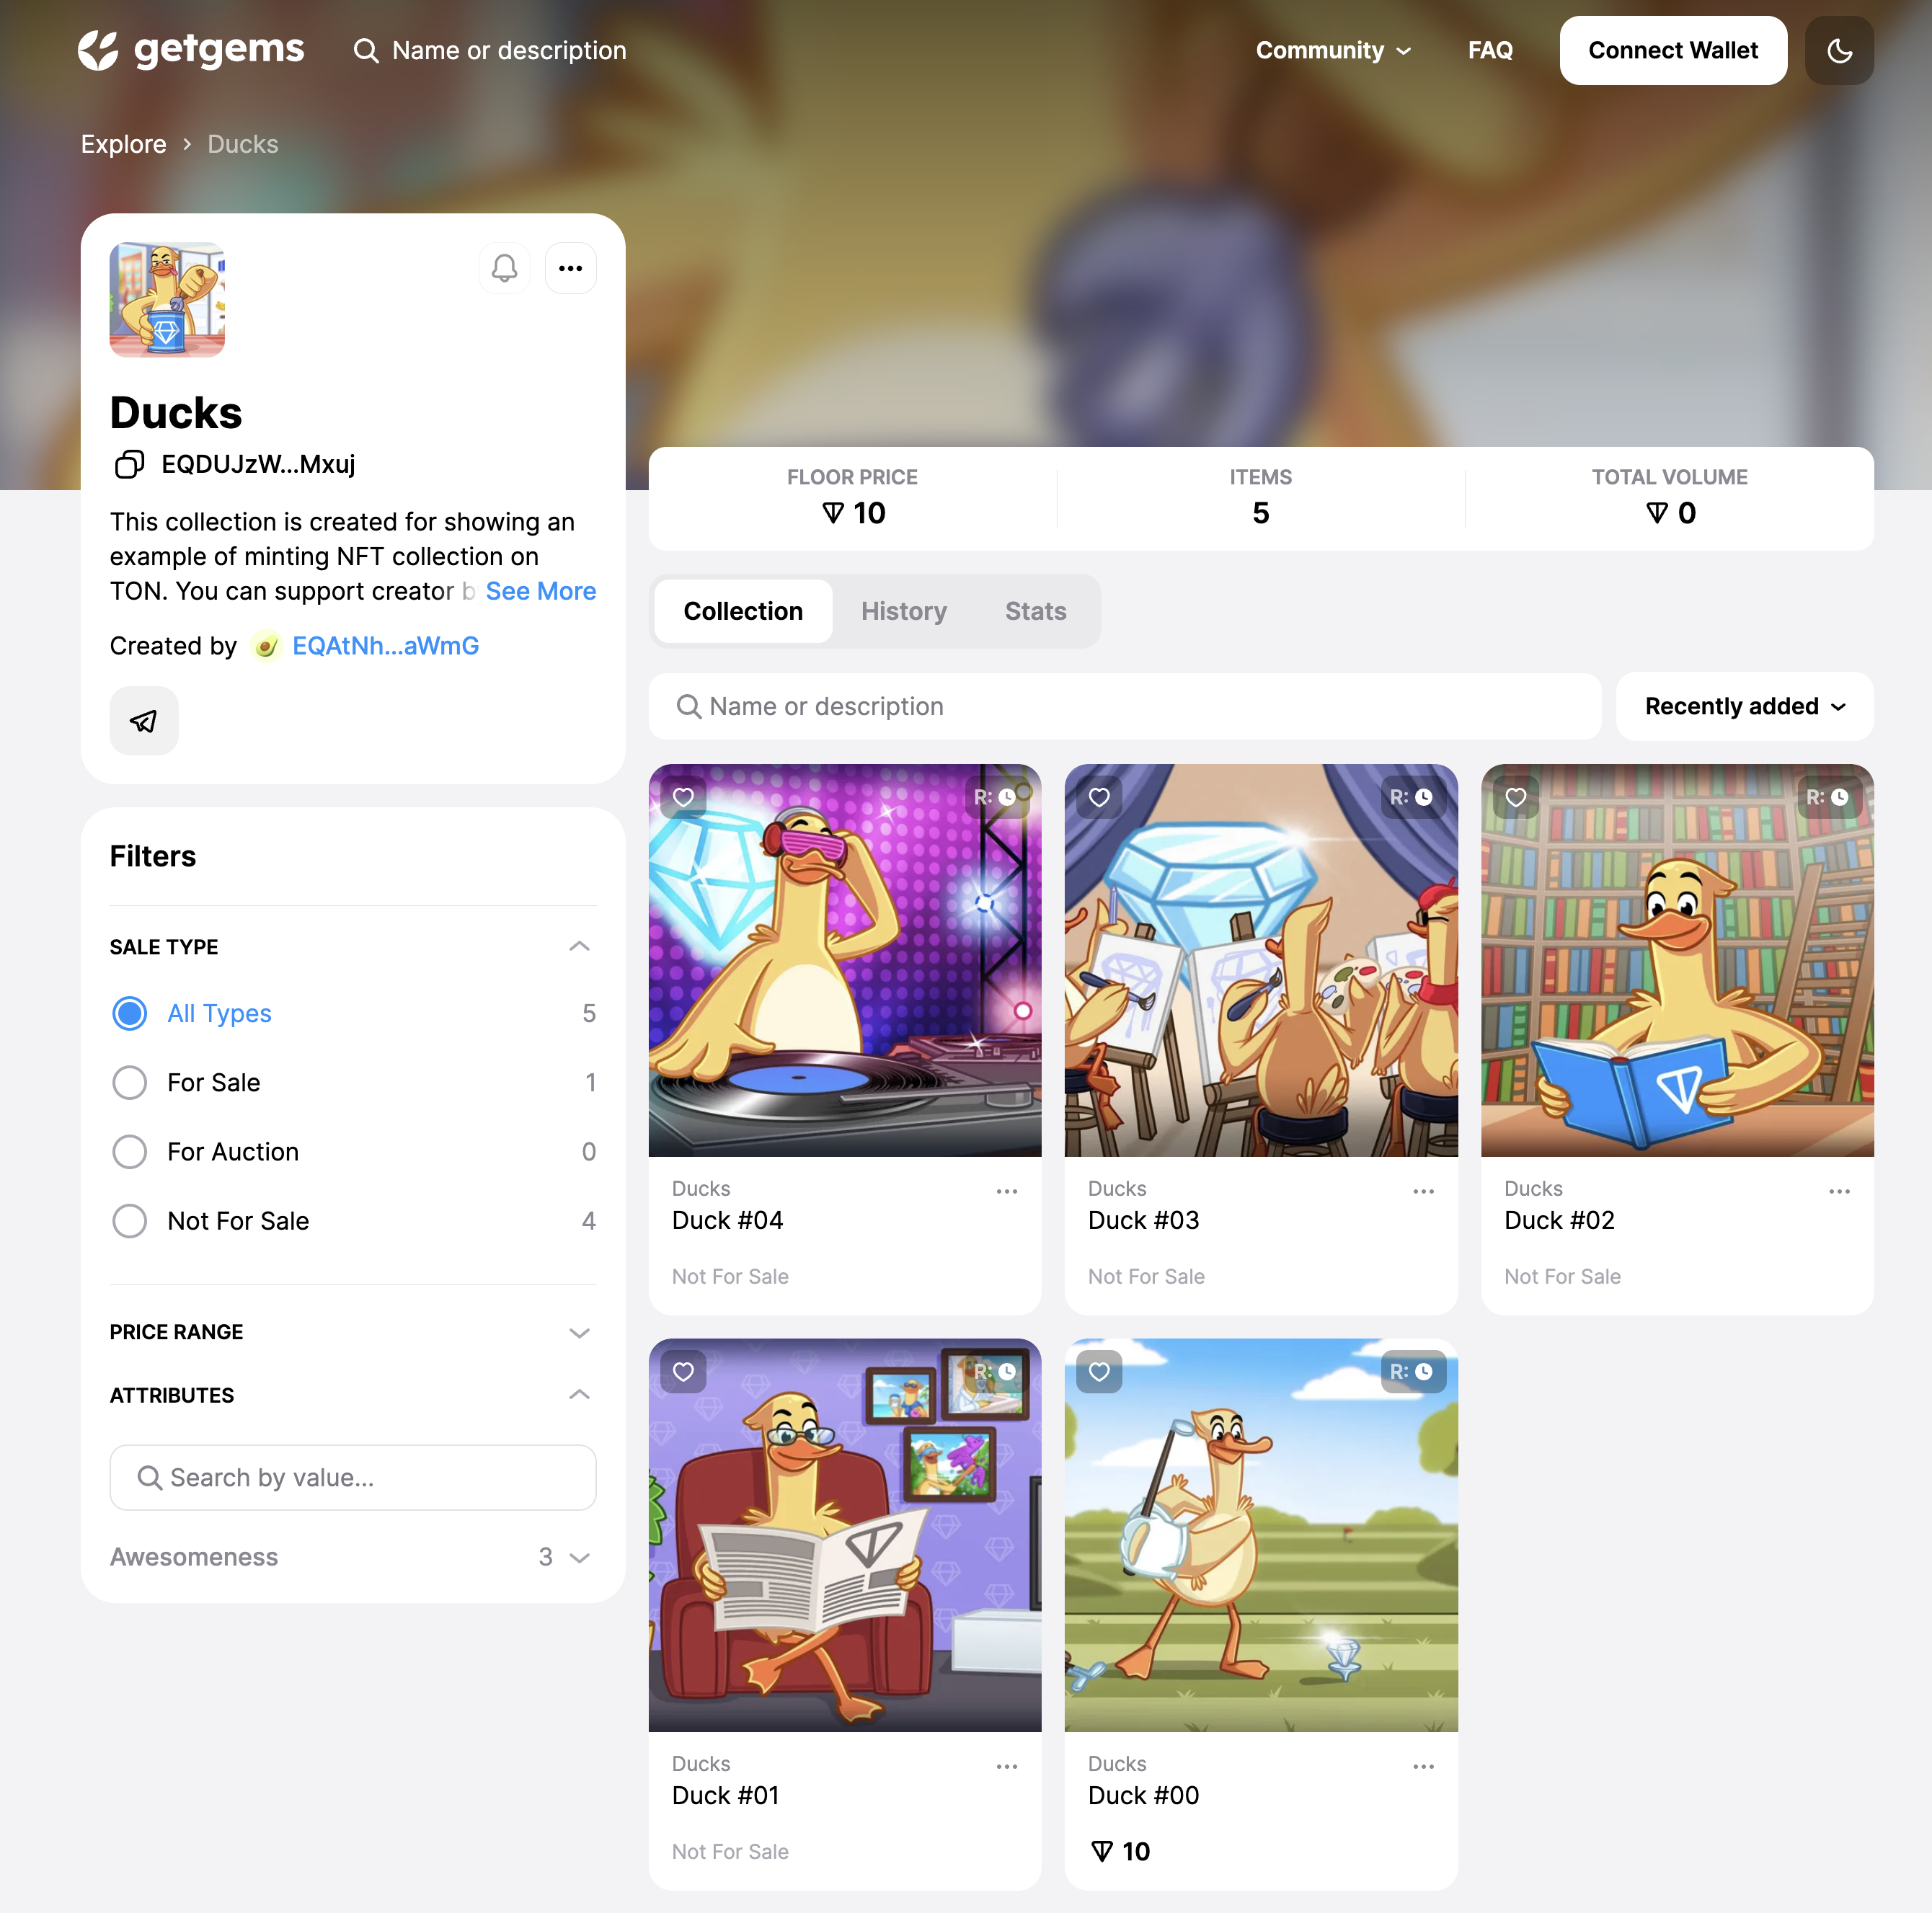 getgems
Name or description
Community
FAQ
Connect Wallet
Explore
Ducks
Ducks
EQDUJzW...Mxuj
This collection is created for showing an
example of minting NFT collection on
TON. You can support creator b See More
Created by EQAtNh...aWmG
FLOOR PRICE
10
ITEMS
5
TOTAL VOLUME
0
Collection
History
Stats
Name or description
Recently added
Filters
SALE TYPE
All Types 5
For Sale 1
For Auction 0
Not For Sale 4
PRICE RANGE
ATTRIBUTES
Search by value...
Awesomeness 3
R:
Ducks
Duck #04
Not For Sale
R:
Ducks
Duck #03
Not For Sale
R:
Ducks
Duck #02
Not For Sale
R:
Ducks
Duck #01
Not For Sale
R:
Ducks
Duck #00
10